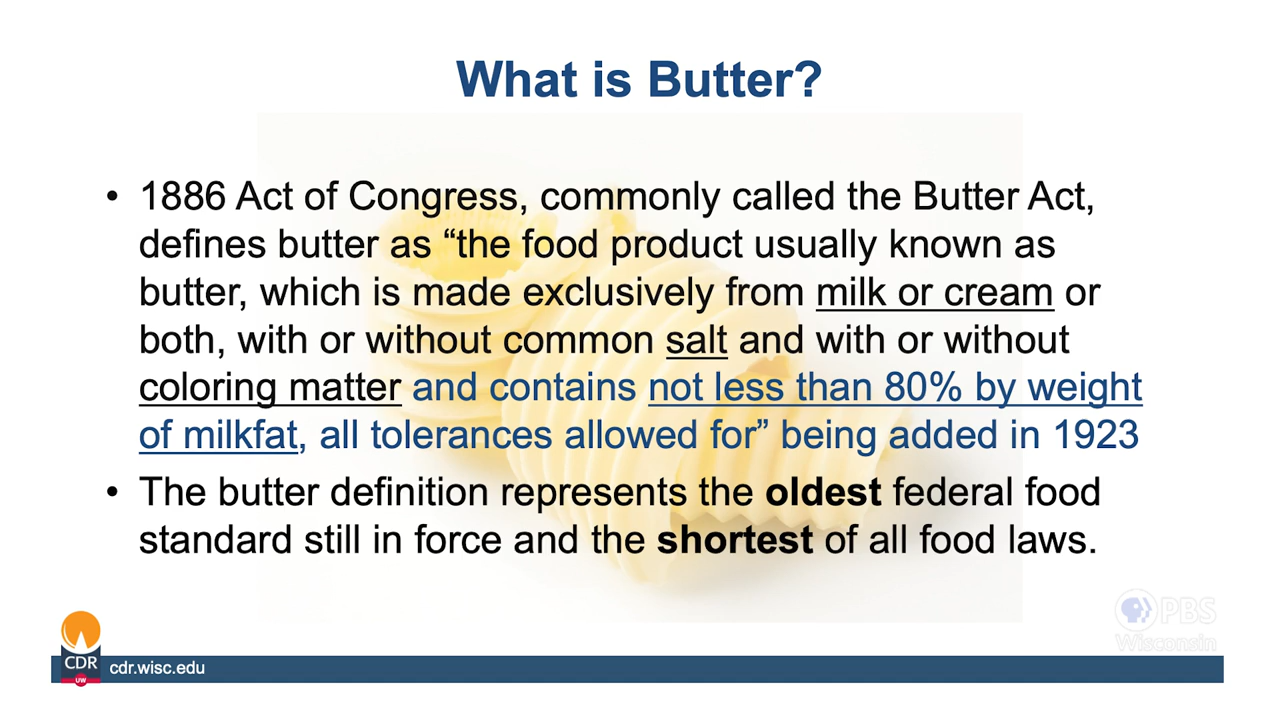 What is Butter?
• 1886 Act of Congress, commonly called the Butter Act,
defines butter as “the food product usually known as
butter, which is made exclusively from milk or cream or
both, with or without common salt and with or without
coloring matter and contains not less than 80% by weight
of milkfat, all tolerances allowed for” being added in 1923
• The butter definition represents the oldest federal food
standard still in force and the shortest of all food laws.
PBS
Wisconsin
CDR
UW
cdr.wisc.edu